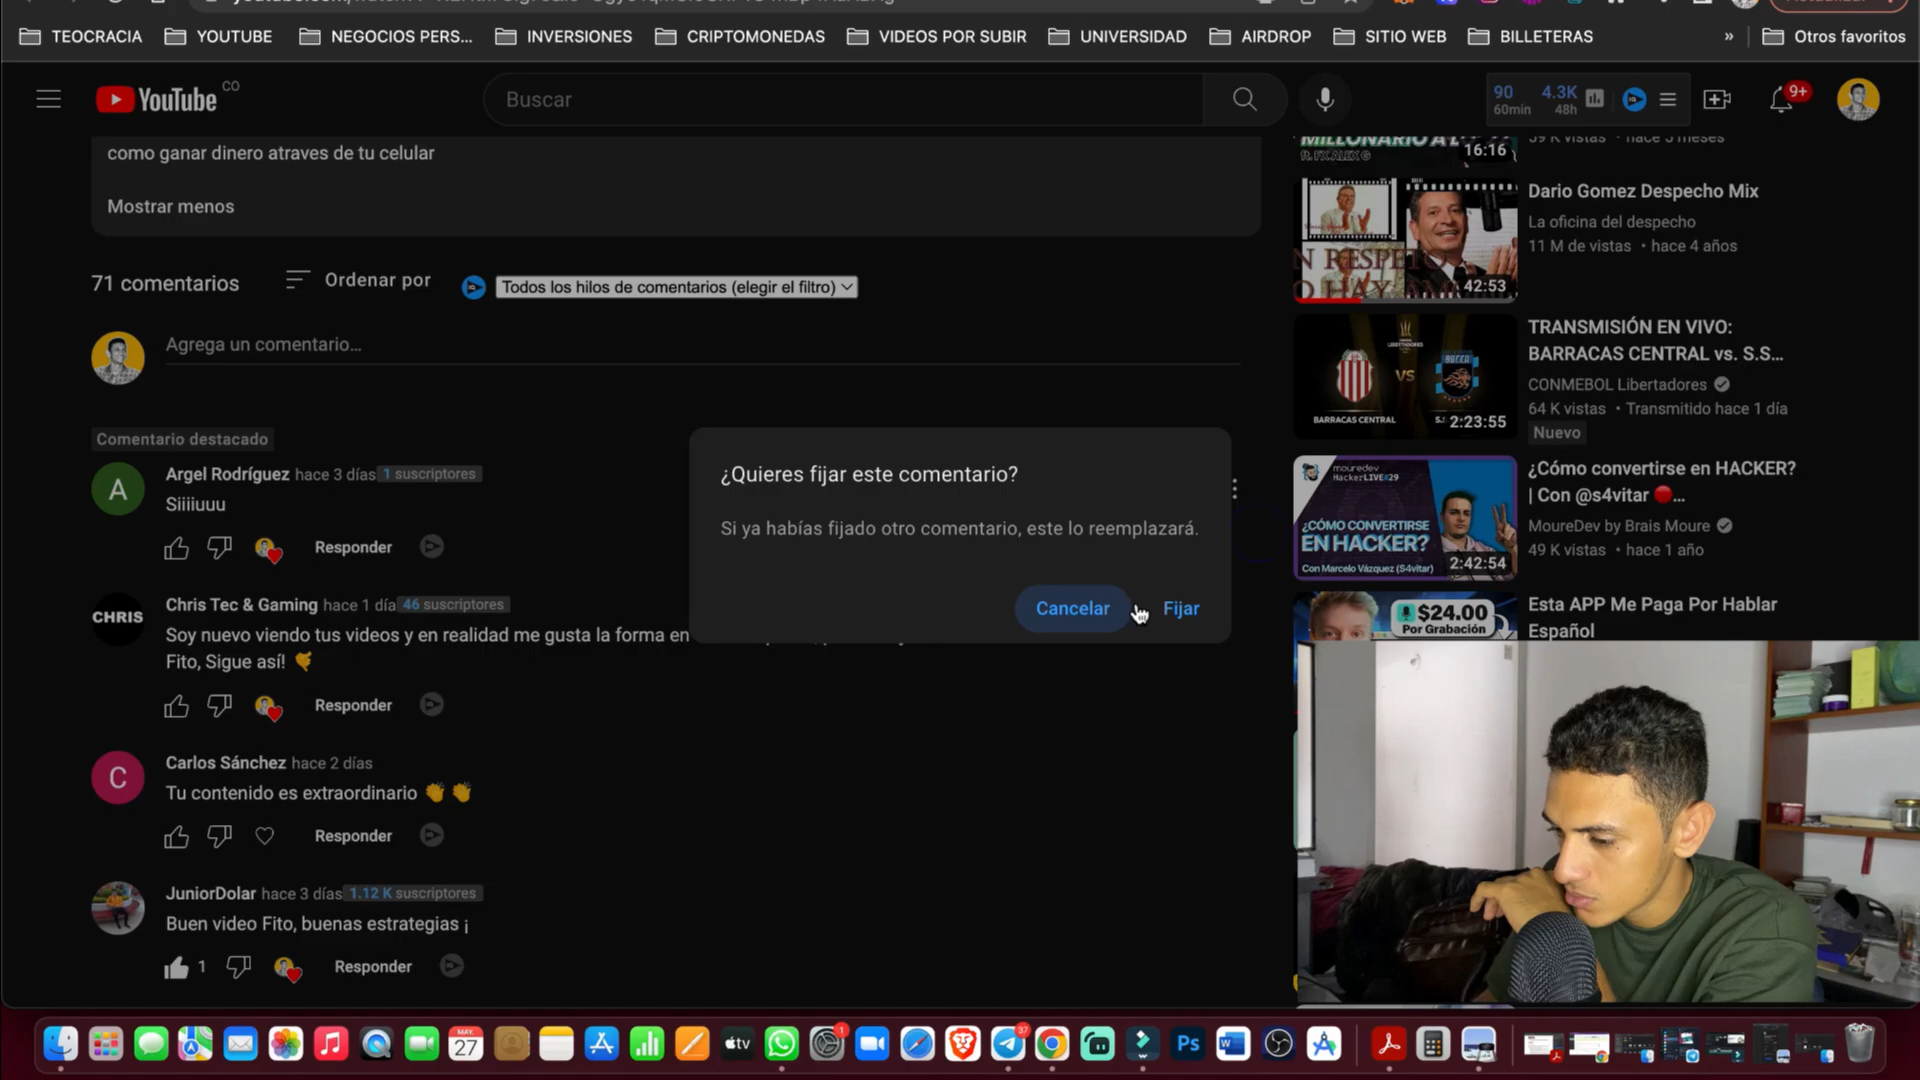 TEOCRACIA YOUTUBE NEGOCIOS PERS... INVERSIONES CRIPTOMONEDAS VIDEOS POR SUBIR UNIVERSIDAD AIRDROP SITIO WEB BILLETERAS » Otros favoritos
YouTube CO
Buscar
90 4.3K
60min 48h
9+
como ganar dinero atraves de tu celular
Mostrar menos
71 comentarios
Ordenar por
Todos los hilos de comentarios (elegir el filtro)
Agrega un comentario...
Comentario destacado
A
Argel Rodríguez hace 3 días 1 suscriptores
Siiiiuuu
Responder
CHRIS
Chris Tec & Gaming hace 1 día 46 suscriptores
Soy nuevo viendo tus videos y en realidad me gusta la forma en
Fito, Sigue así!
Responder
C
Carlos Sánchez hace 2 días
Tu contenido es extraordinario
Responder
JuniorDolar hace 3 días 1.12 K suscriptores
Buen video Fito, buenas estrategias ¡
1
Responder
¿Quieres fijar este comentario?
Si ya habías fijado otro comentario, este lo reemplazará.
Cancelar
Fijar
16:16
Dario Gomez Despecho Mix
La oficina del despecho
11 M de vistas • hace 4 años
N RESPETO
42:53
TRANSMISIÓN EN VIVO:
BARRACAS CENTRAL vs. S.S...
CONMEBOL Libertadores
64 K vistas • Transmitido hace 1 día
Nuevo
VS
BARRACAS CENTRAL
2:23:55
¿Cómo convertirse en HACKER?
| Con @s4vitar ...
MoureDev by Brais Moure
49 K vistas • hace 1 año
mouredev
HackerLIVE#29
¿CÓMO CONVERTIRSE
EN HACKER?
Con Marcelo Vázquez (S4vitar)
2:42:54
Esta APP Me Paga Por Hablar
Español
$24.00
Por Grabación
MAY.
27
tv
1
37
Ps
W